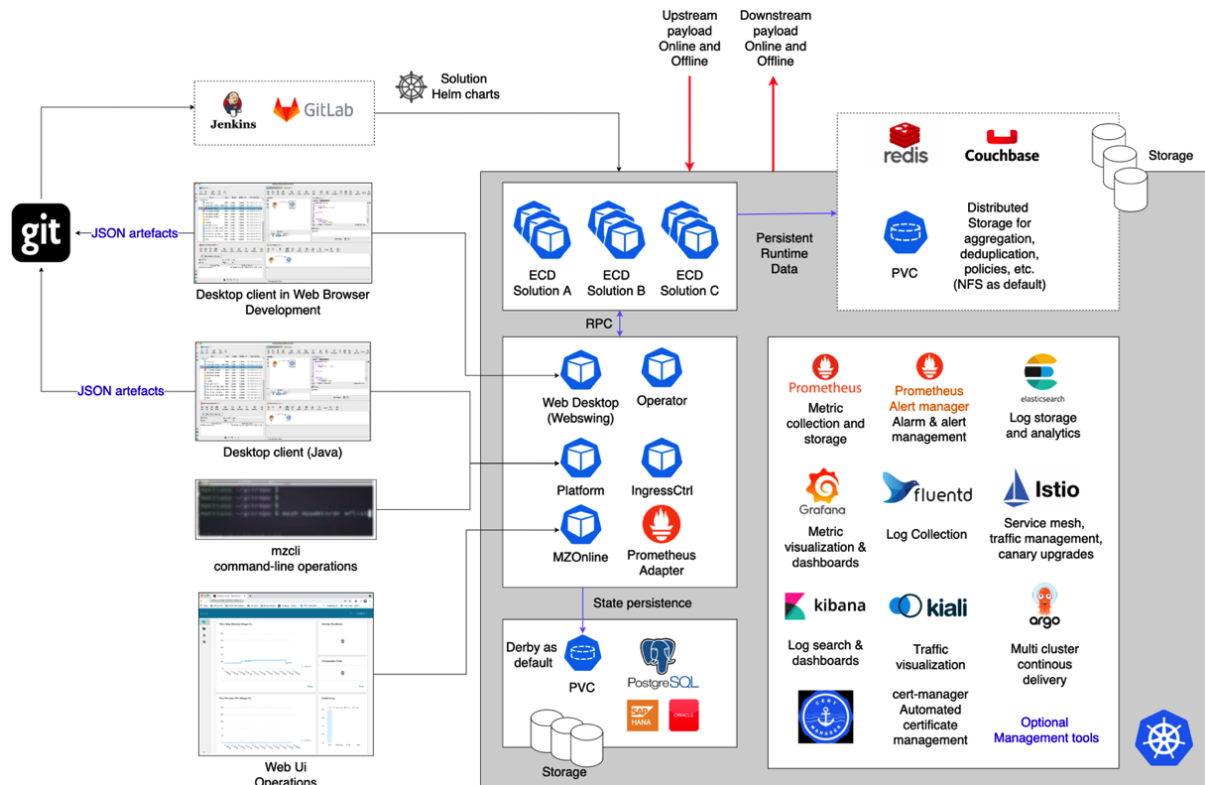 Upstream
payload
Online and
Offline
Downstream
payload
Online and
Offline
Jenkins
GitLab
Solution
Helm charts
redis
Couchbase
Storage
git
JSON artefacts
Desktop client in Web Browser
Development
ECD
Solution A
ECD
Solution B
ECD
Solution C
Persistent
Runtime
Data
PVC
Distributed
Storage for
aggregation,
deduplication,
policies, etc.
(NFS as default)
RPC
JSON artefacts
Desktop client (Java)
Web Desktop
(Webswing)
Operator
Platform
IngressCtrl
MZOnline
Prometheus
Adapter
mzcli
command-line operations
State persistence
Derby as
default
PVC
PostgreSQL
SAP
HANA
ORACLE
Storage
Web Ui
Operations
Prometheus
Metric
collection and
storage
Prometheus
Alert manager
Alarm & alert
management
elasticsearch
Log storage
and analytics
Grafana
Metric
visualization &
dashboards
fluentd
Log Collection
Istio
Service mesh,
traffic management,
canary upgrades
kibana
Log search &
dashboards
kiali
Traffic
visualization
argo
Multi cluster
continous
delivery
CERT
MANAGER
cert-manager
Automated
certificate
management
Optional
Management tools